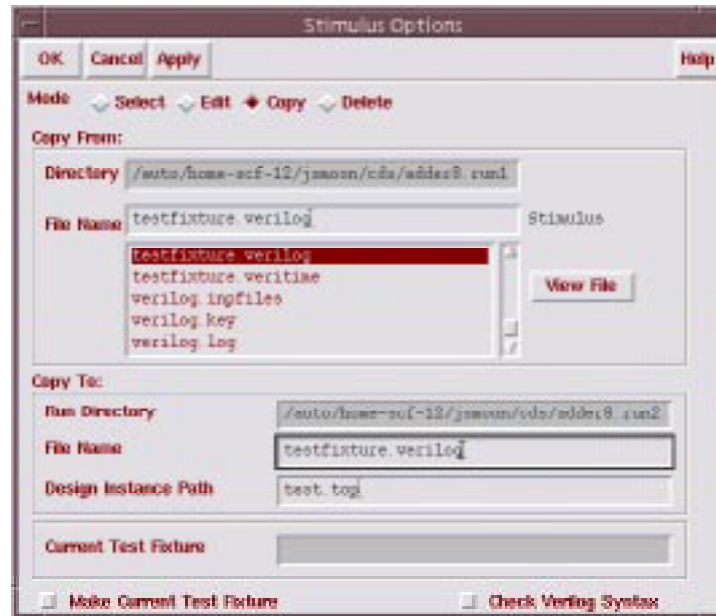 Stimulus Options
OK Cancel Apply Help
Mode Select Edit Copy Delete
Copy From:
Directory /auto/home-scf-12/jsmoon/cds/adder8.run1
File Name testfixture.verilog Stimulus
testfixture.verilog
testfixture.veritime
verilog.inpfiles
verilog.key
verilog.log
View File
Copy To:
Run Directory /auto/home-scf-12/jsmoon/cds/adder8.run2
File Name testfixture.verilog
Design Instance Path test.top
Current Test Fixture
Make Current Test Fixture Check Verilog Syntax